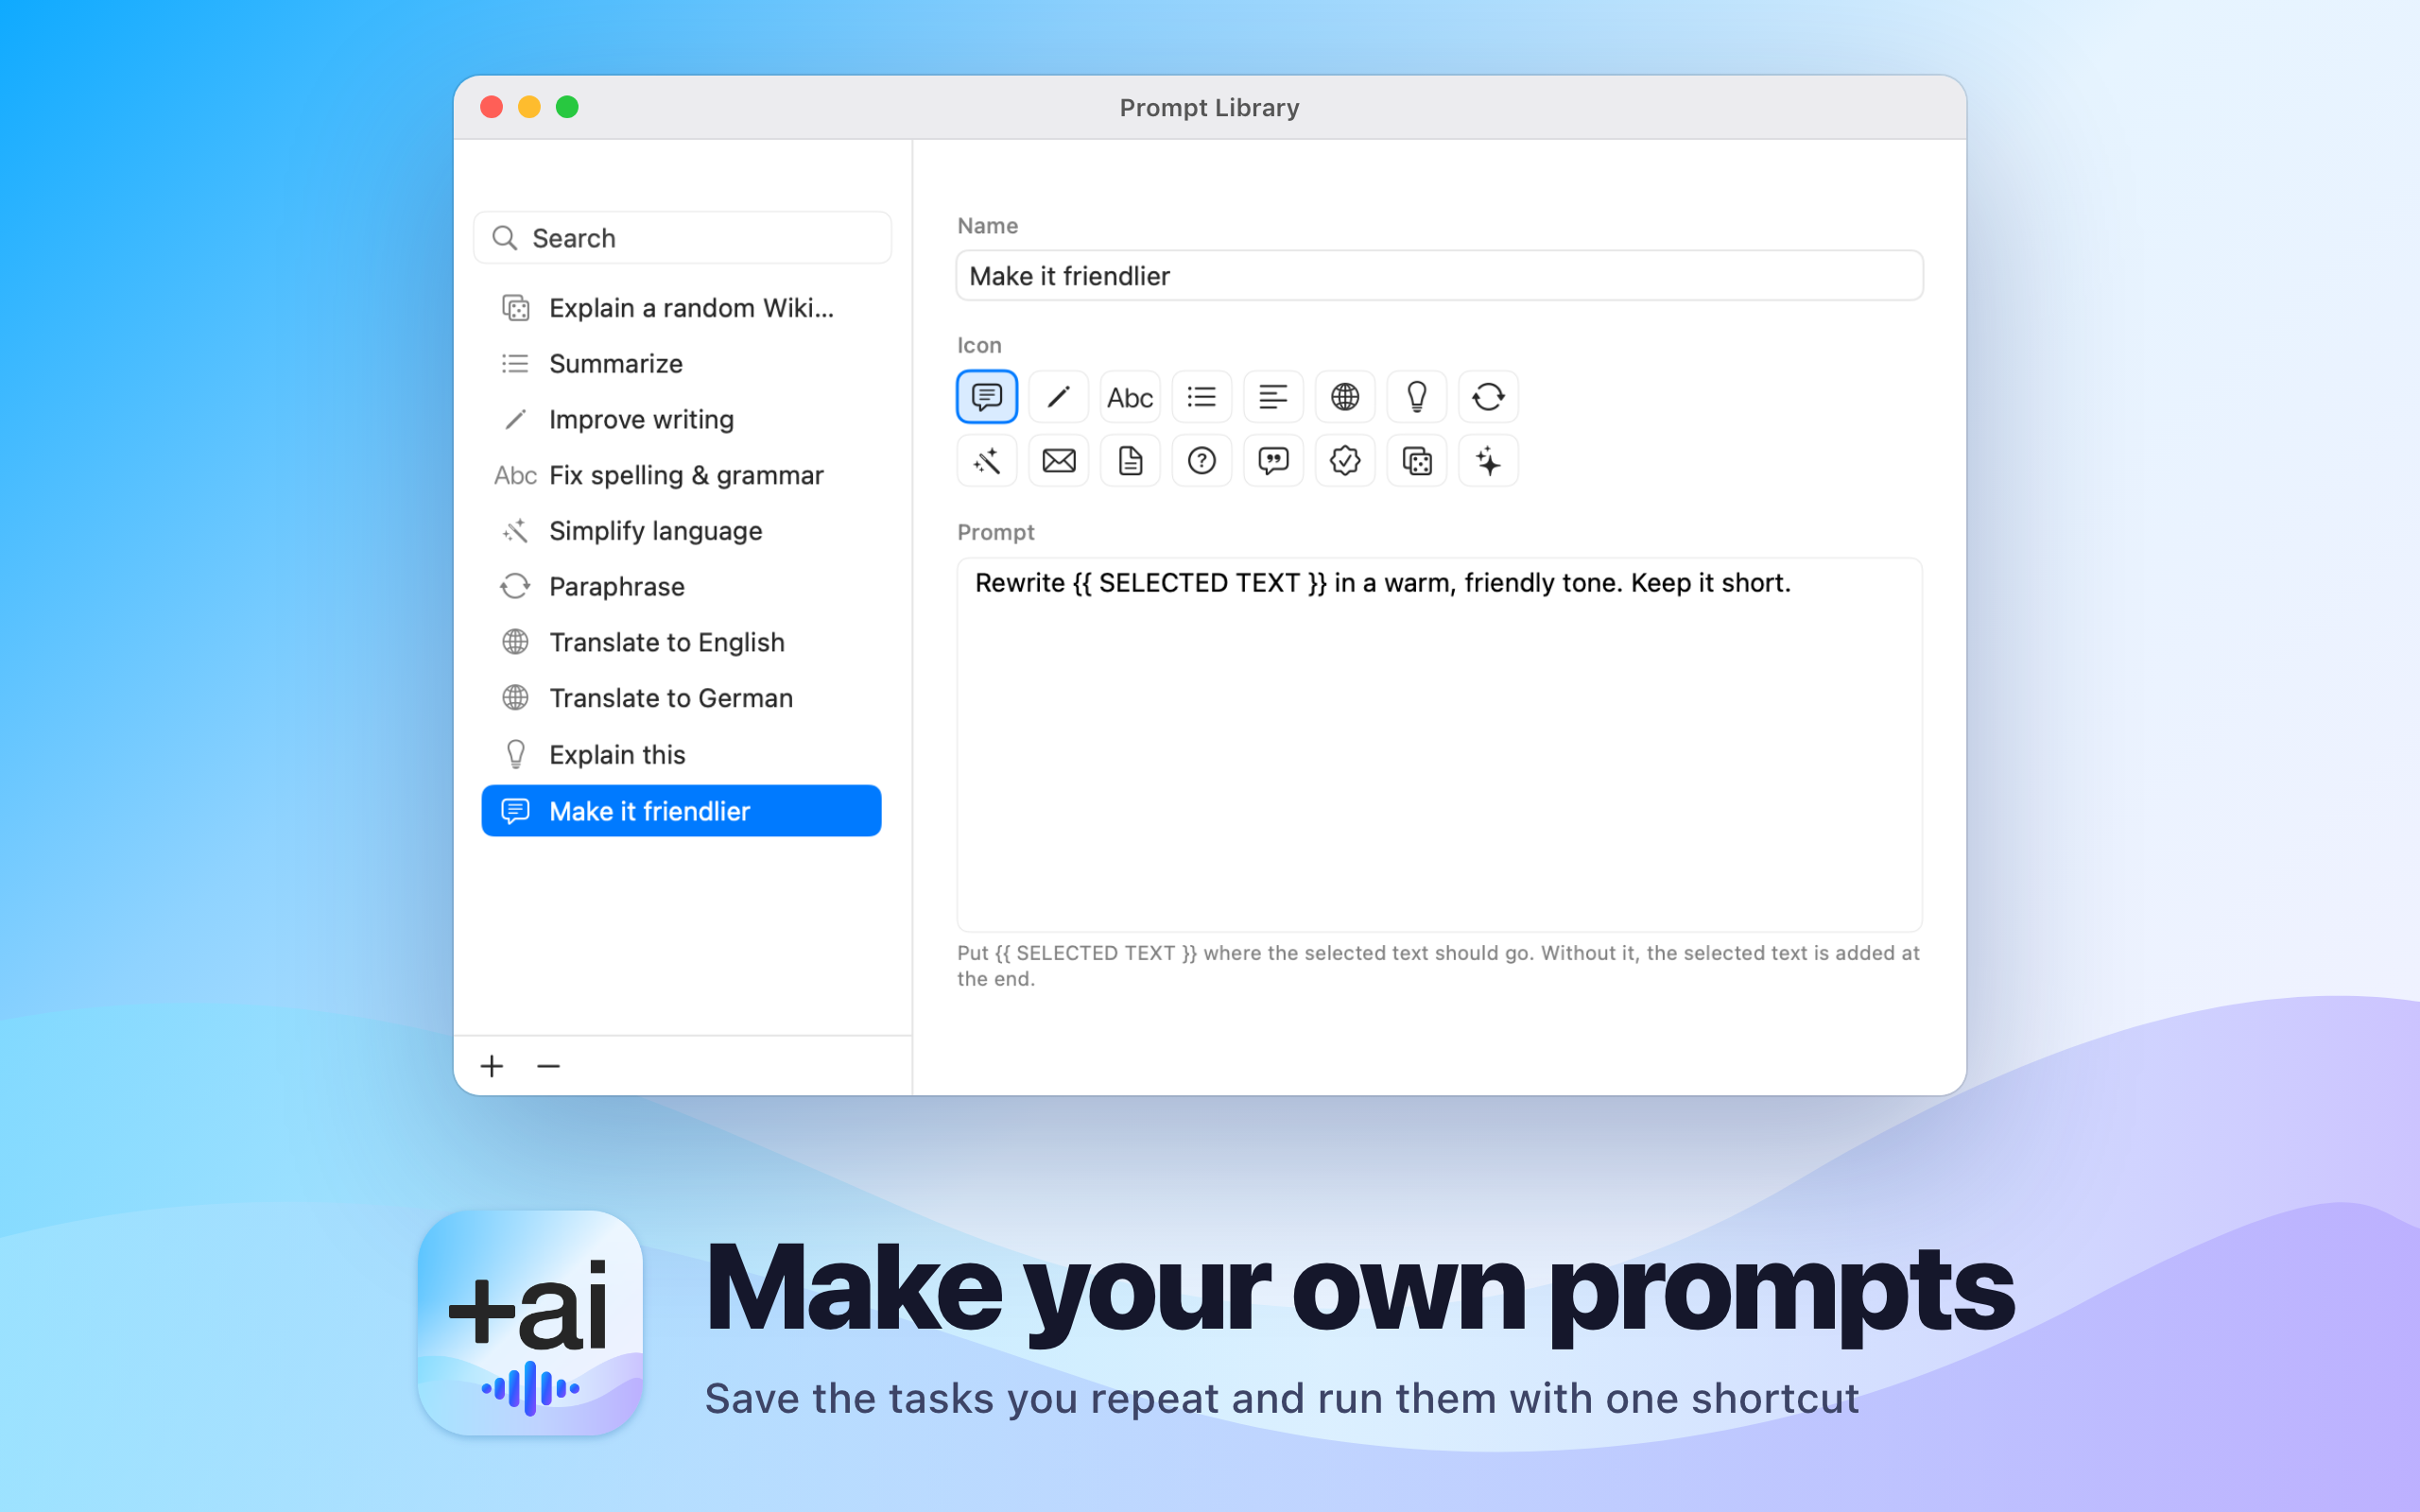 Prompt Library
Search
Explain a random Wiki...
Summarize
Improve writing
Abc Fix spelling & grammar
Simplify language
Paraphrase
Translate to English
Translate to German
Explain this
Make it friendlier
Name
Make it friendlier
Icon
Abc
Prompt
Rewrite {{ SELECTED TEXT }} in a warm, friendly tone. Keep it short.
Put {{ SELECTED TEXT }} where the selected text should go. Without it, the selected text is added at
the end.
+ai
Make your own prompts
Save the tasks you repeat and run them with one shortcut